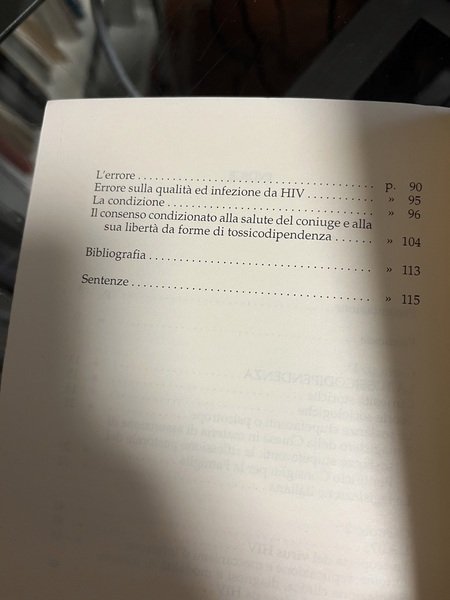 L'errore . . . . . . . . . . . . . . . . . . . . . . . . . . . . . . . . . . . . p. 90
Errore sulla qualità ed infezione da HIV . . . . . . . . . . . » 95
La condizione . . . . . . . . . . . . . . . . . . . . . . . . . . . . . . » 96
Il consenso condizionato alla salute del coniuge e alla
sua libertà da forme di tossicodipendenza . . . . . . » 104
Bibliografia . . . . . . . . . . . . . . . . . . . . . . . . . . . . . . . . » 113
Sentenze . . . . . . . . . . . . . . . . . . . . . . . . . . . . . . . . . . » 115